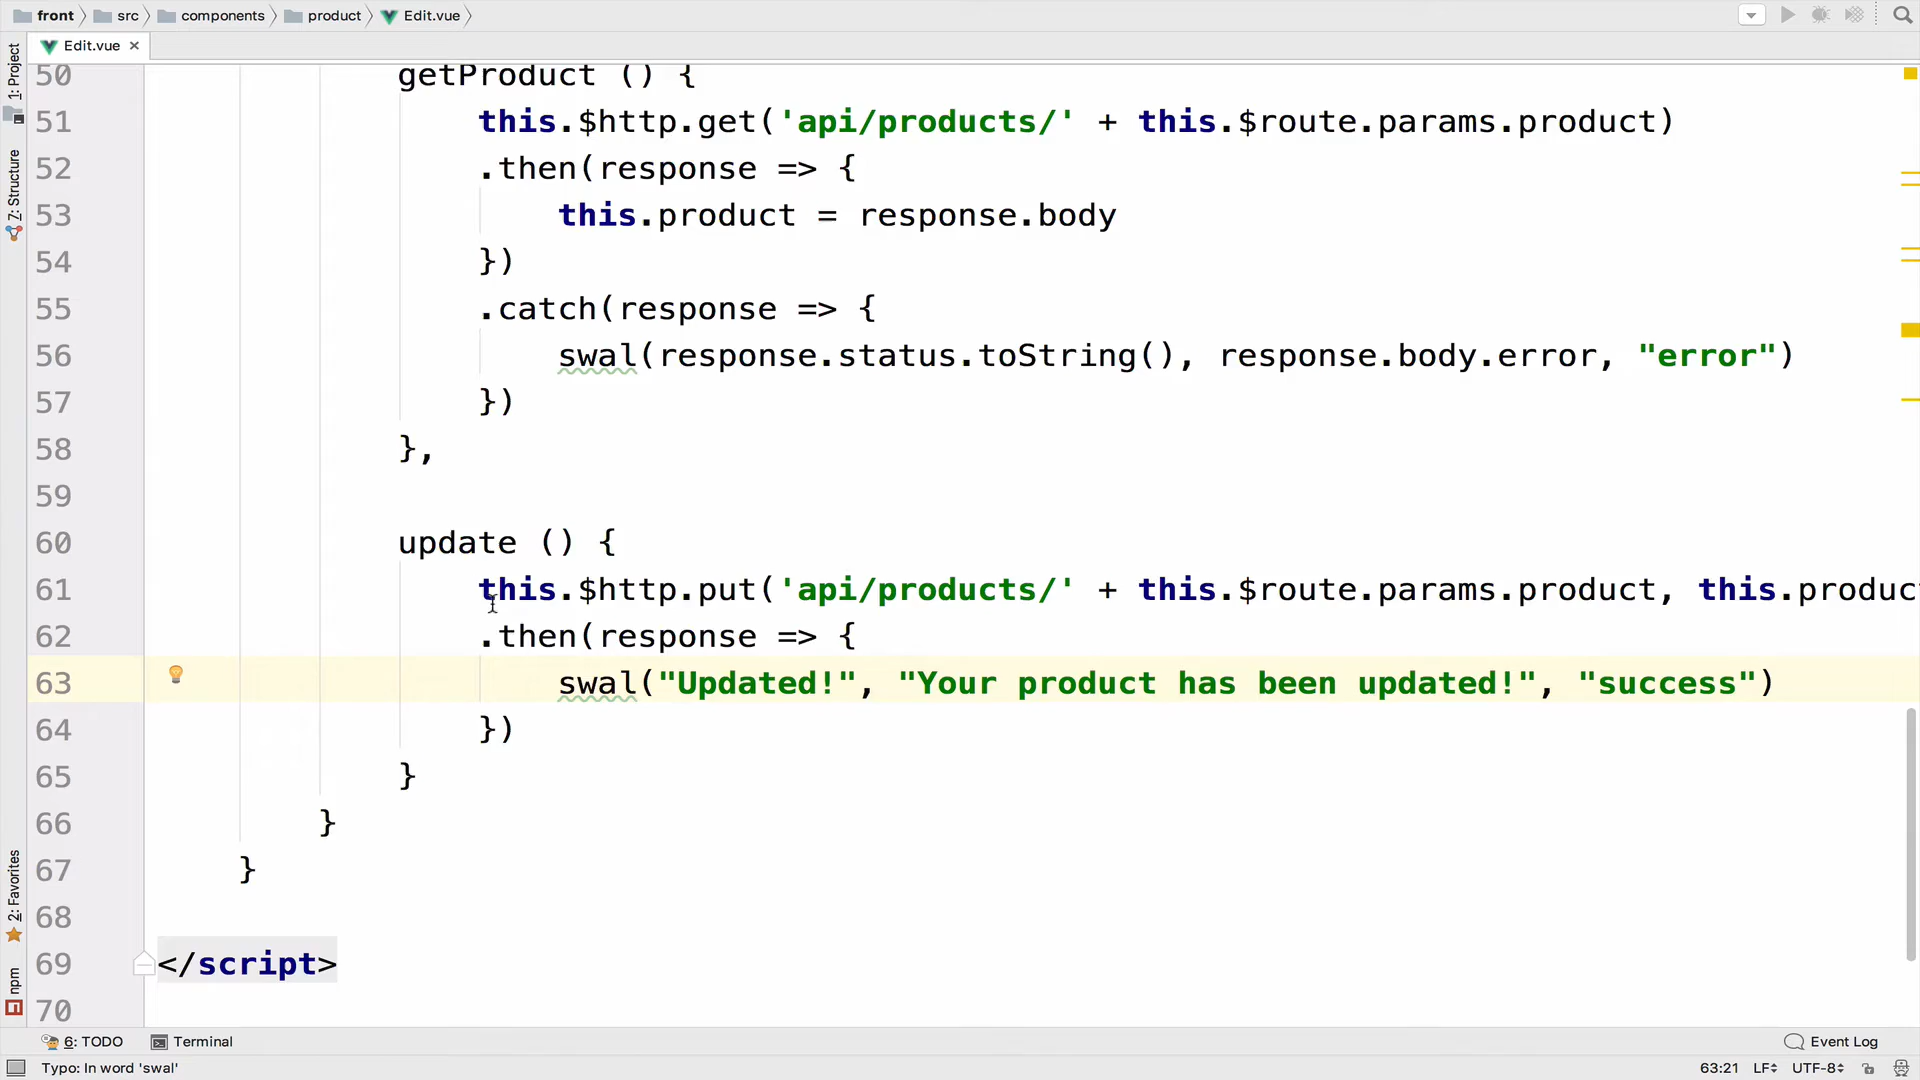 front src components product Edit.vue
Edit.vue
1: Project
7: Structure
2: Favorites
npm
50 getProduct () {
51 this.$http.get('api/products/' + this.$route.params.product)
52 .then(response => {
53 this.product = response.body
54 })
55 .catch(response => {
56 swal(response.status.toString(), response.body.error, "error")
57 })
58 },
59
60 update () {
61 this.$http.put('api/products/' + this.$route.params.product, this.produc
62 .then(response => {
63 swal("Updated!", "Your product has been updated!", "success")
64 })
65 }
66 }
67 }
68
69 </script>
70
6: TODO Terminal Event Log
Typo: In word 'swal' 63:21 LF UTF-8